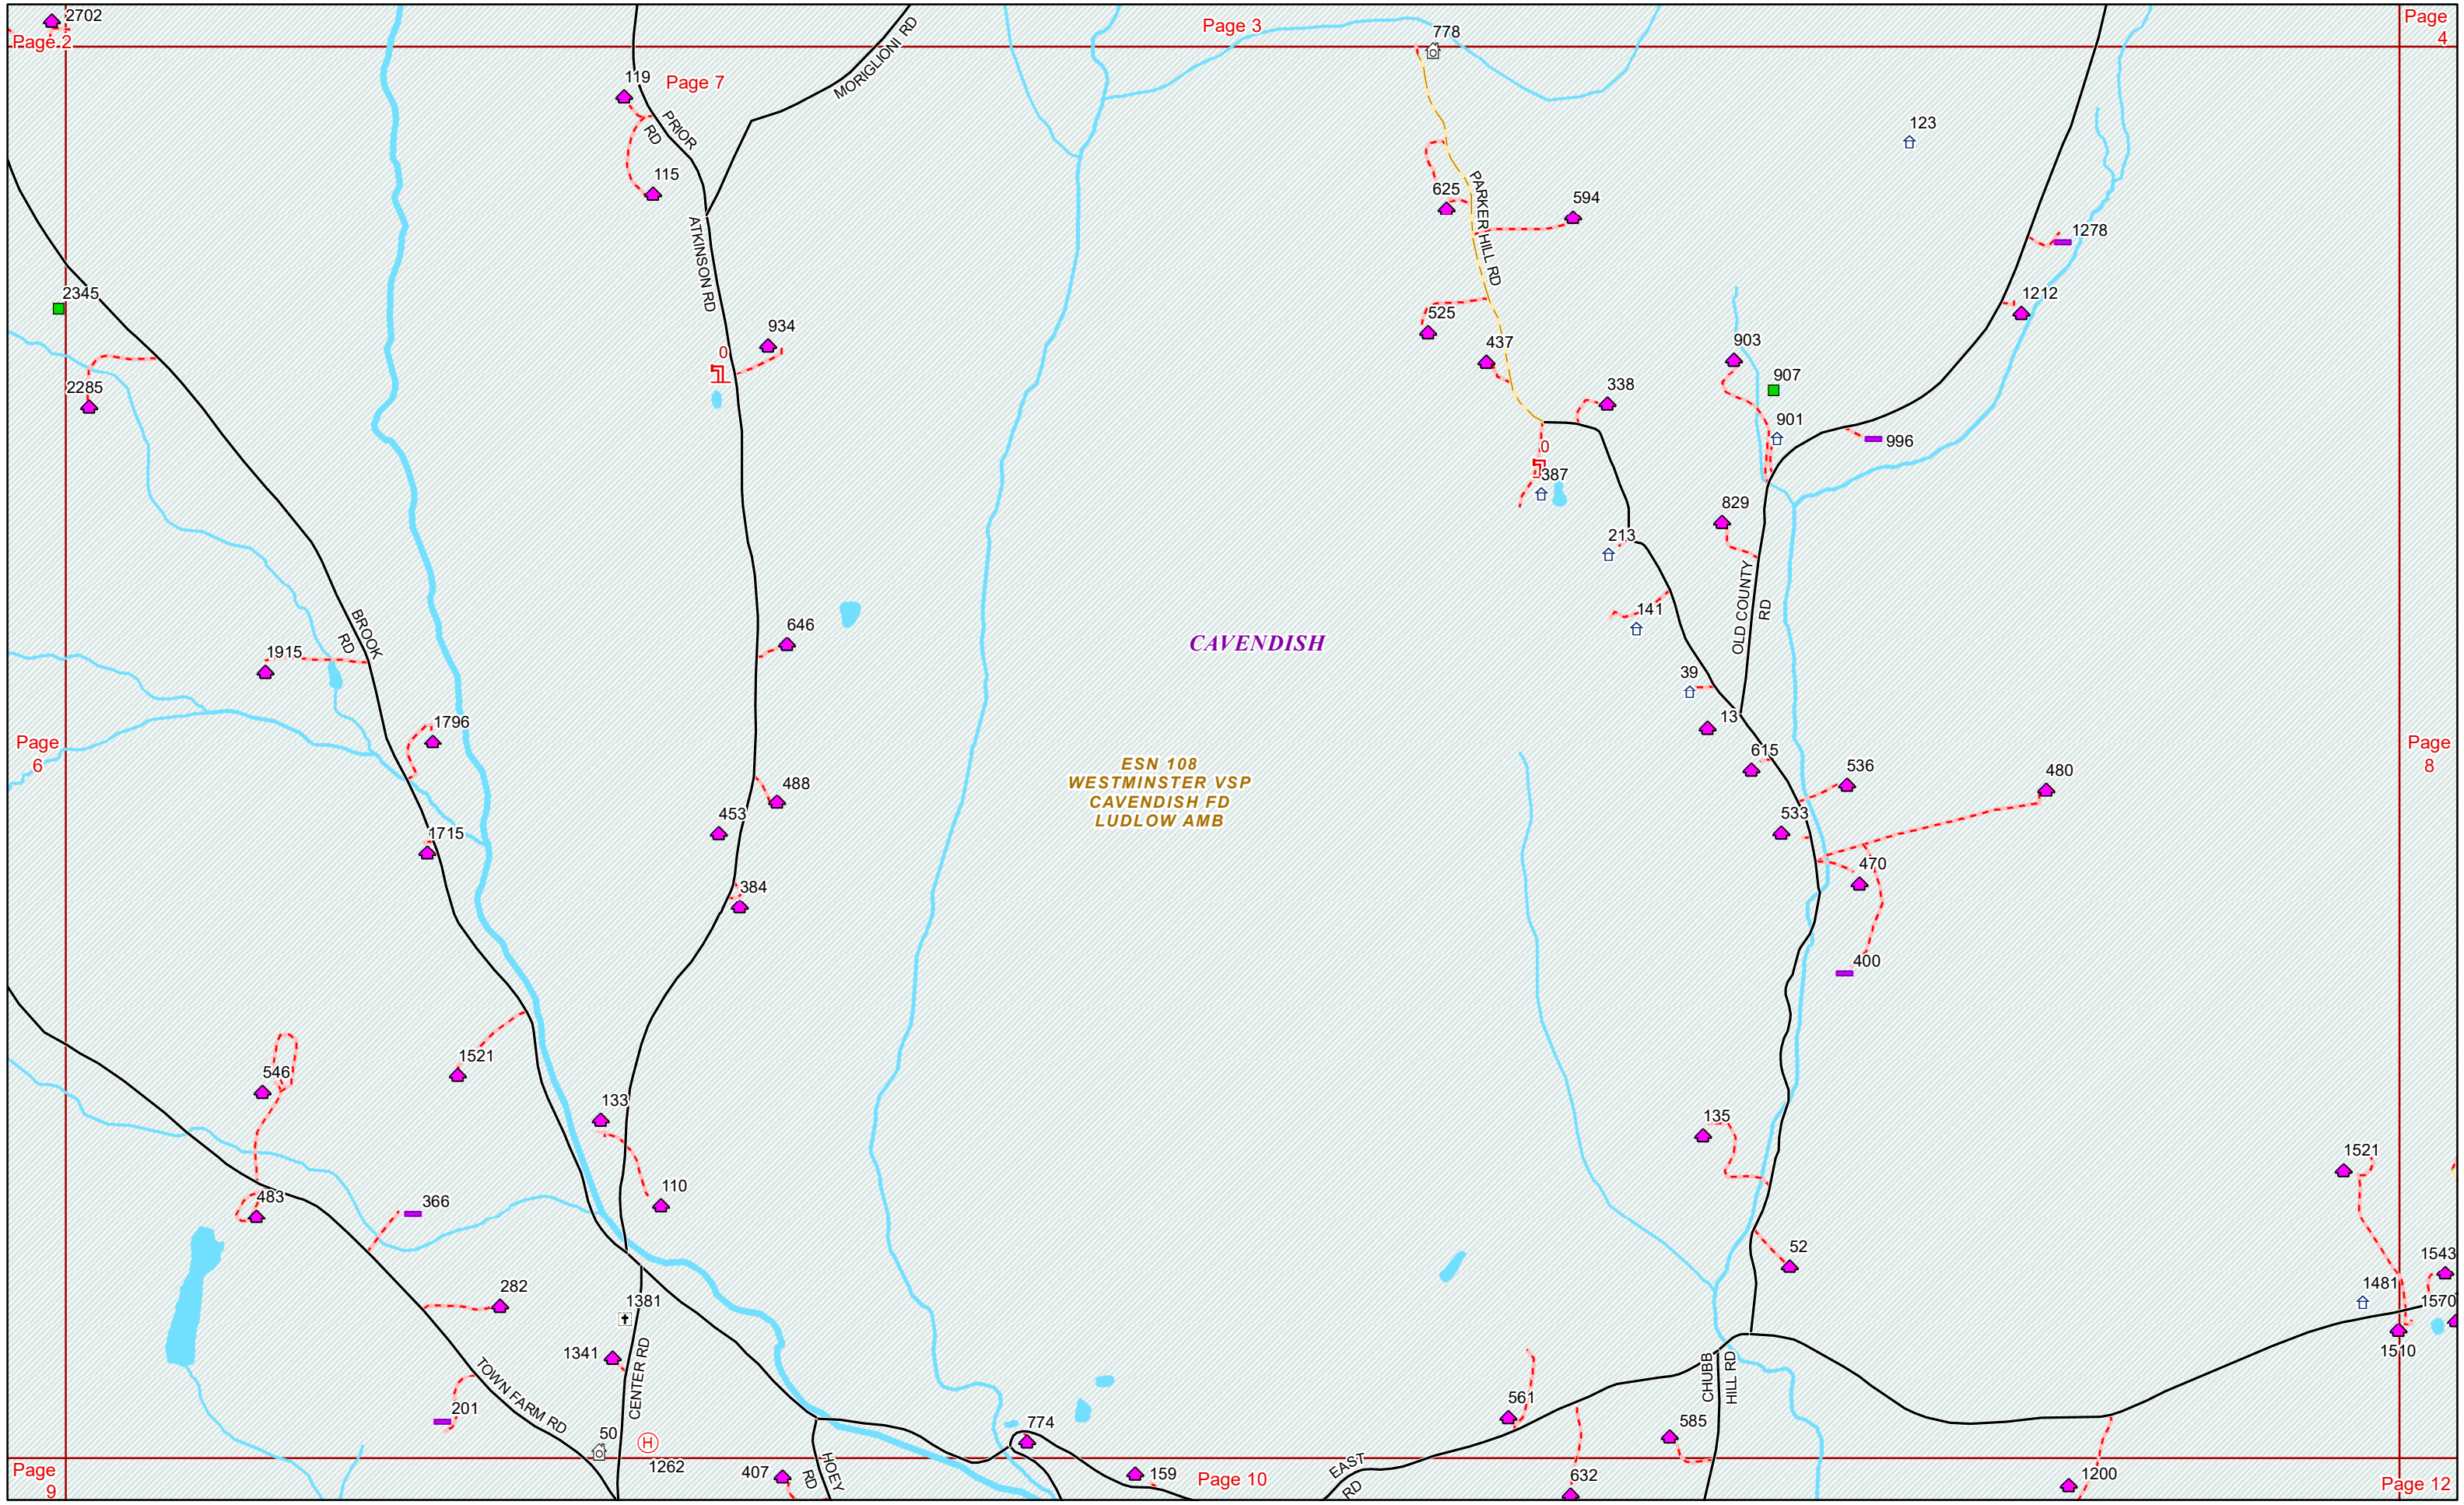 2702
Page 2
Page 3
Page
4
778
MORIGLIONI RD
119
Page 7
PRIOR
RD
123
115
625
PARKER HILL RD
594
ATKINSON RD
1278
2345
1212
525
934
0
437
903
907
2285
338
901
996
0
387
829
213
OLD COUNTY
RD
BROOK
RD
141
646
CAVENDISH
1915
39
13
1796
Page
6
615
Page
8
ESN 108
WESTMINSTER VSP
CAVENDISH FD
LUDLOW AMB
536
480
488
453
533
1715
470
384
400
1521
546
133
135
1521
110
483
366
52
1543
282
1481
1381
1570
1341
CENTER RD
1510
TOWN FARM RD
CHUBB
HILL RD
201
561
774
585
50
H
1262
407
HOEY
RD
159
Page 10
EAST
RD
632
1200
Page
9
Page 12